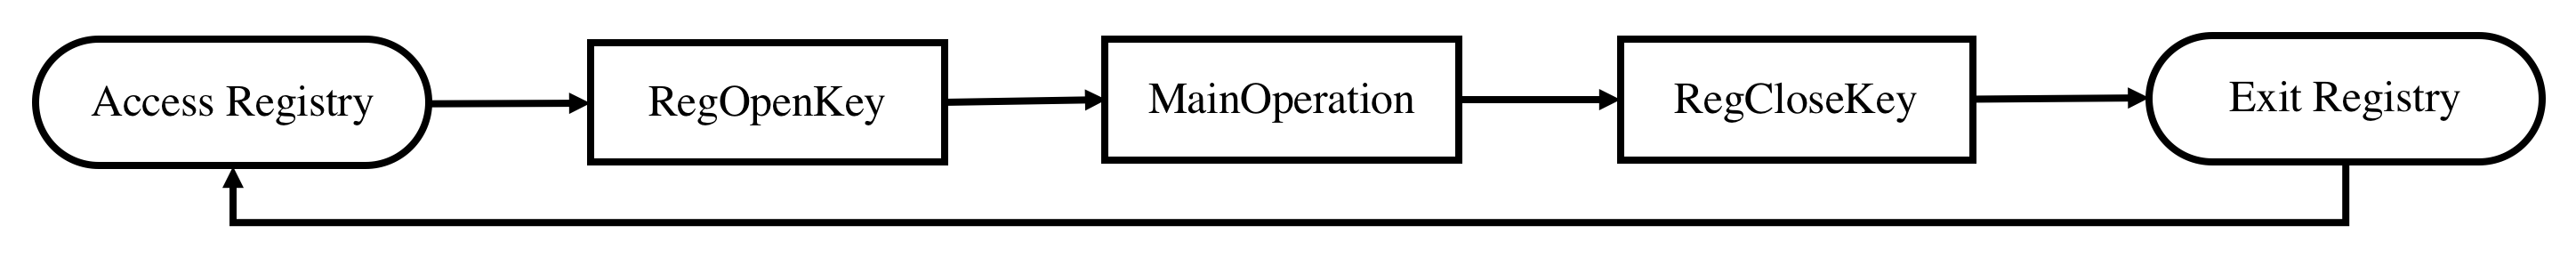 Access Registry
RegOpenKey
MainOperation
RegCloseKey
Exit Registry